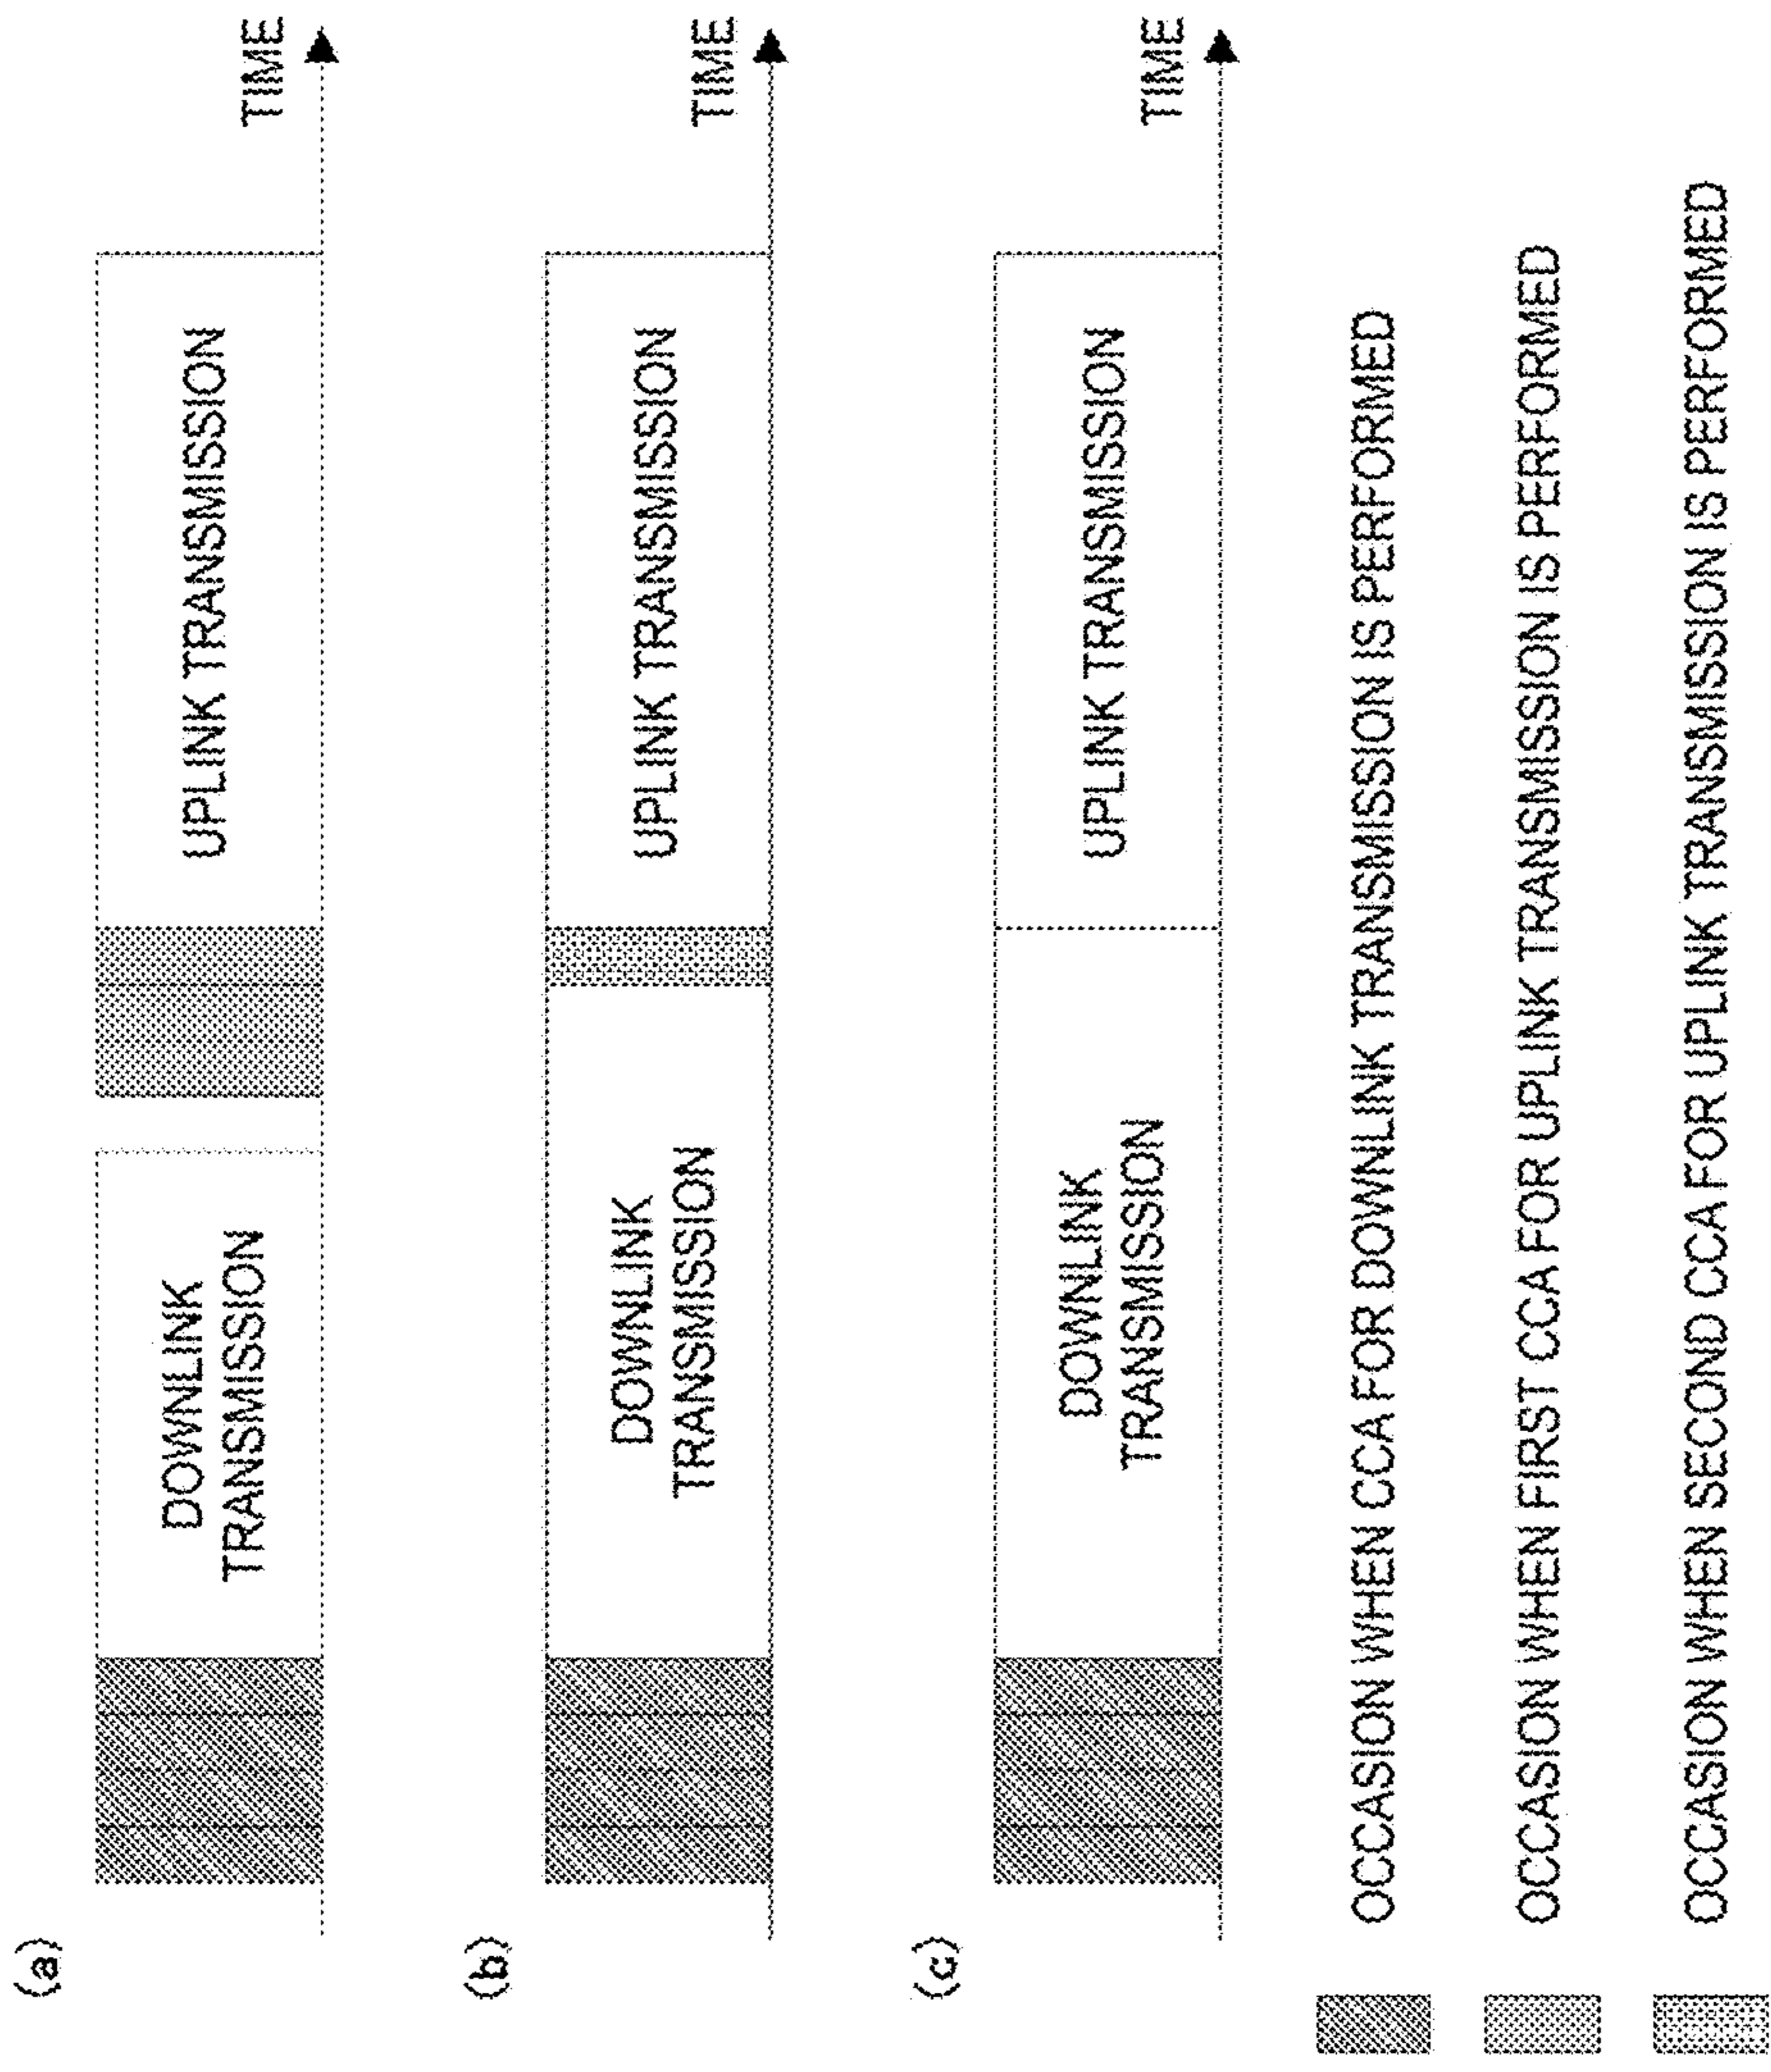 (a)
DOWNLINK
TRANSMISSION
UPLINK TRANSMISSION
TIME
(b)
DOWNLINK
TRANSMISSION
UPLINK TRANSMISSION
TIME
(c)
DOWNLINK
TRANSMISSION
UPLINK TRANSMISSION
TIME
OCCASION WHEN CCA FOR DOWNLINK TRANSMISSION IS PERFORMED
OCCASION WHEN FIRST CCA FOR UPLINK TRANSMISSION IS PERFORMED
OCCASION WHEN SECOND CCA FOR UPLINK TRANSMISSION IS PERFORMED